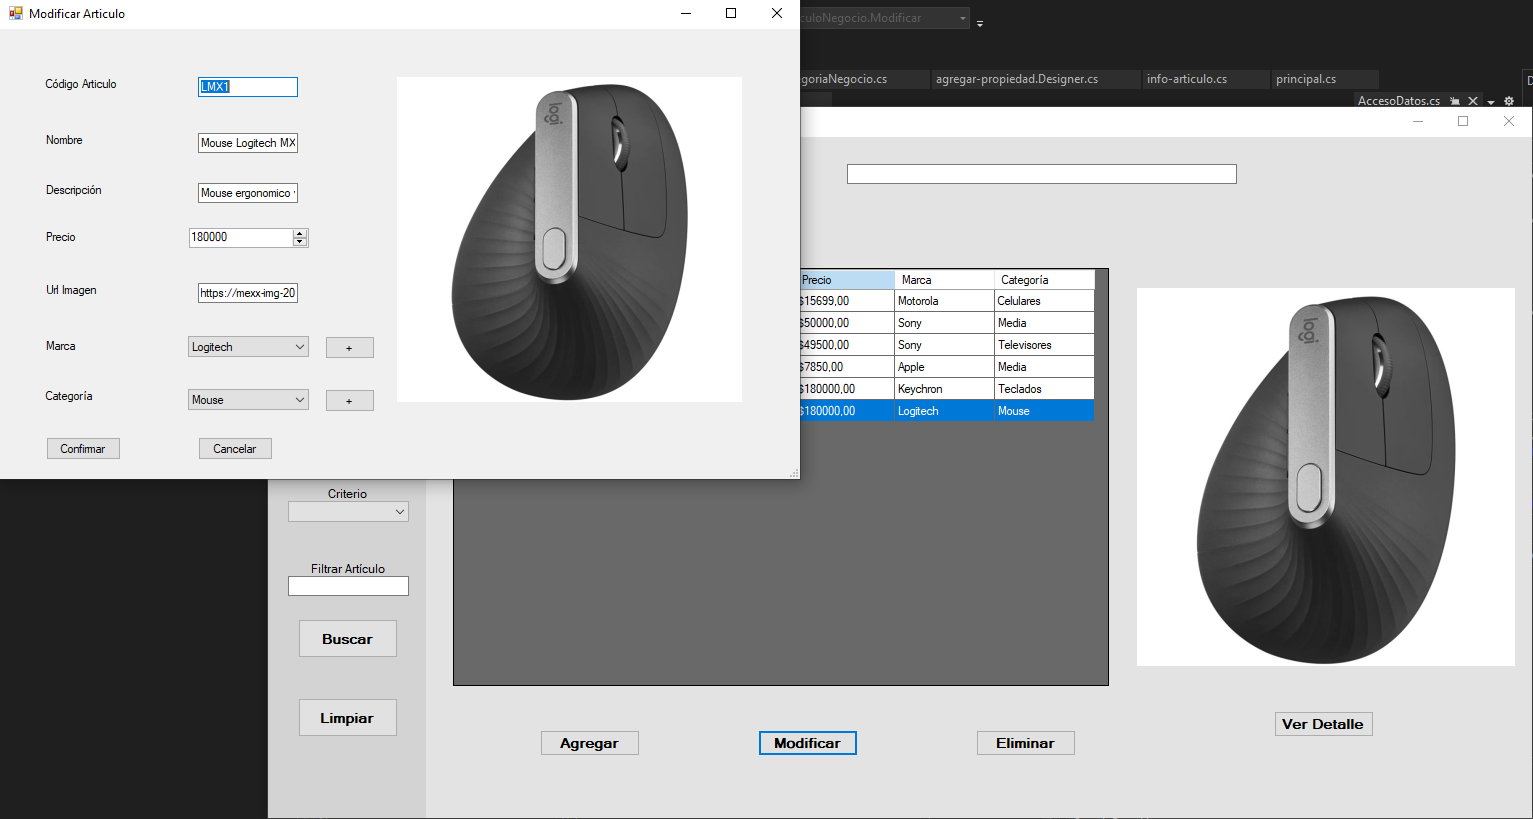 Modificar Articulo
Código Articulo
LMX1
Nombre
Mouse Logitech MX
Descripción
Mouse ergonomico
Precio
180000
Url Imagen
https://mexx-img-20
Marca
Logitech
+
Categoría
Mouse
+
Confirmar
Cancelar
logi
culoNegocio.Modificar
goriaNegocio.cs
agregar-propiedad.Designer.cs
info-articulo.cs
principal.cs
D
AccesoDatos.cs
Precio Marca Categoría
$15699,00 Motorola Celulares
$50000,00 Sony Media
$49500,00 Sony Televisores
$7850,00 Apple Media
$180000,00 Keychron Teclados
$180000,00 Logitech Mouse
logi
Criterio
Filtrar Artículo
Buscar
Limpiar
Agregar
Modificar
Eliminar
Ver Detalle